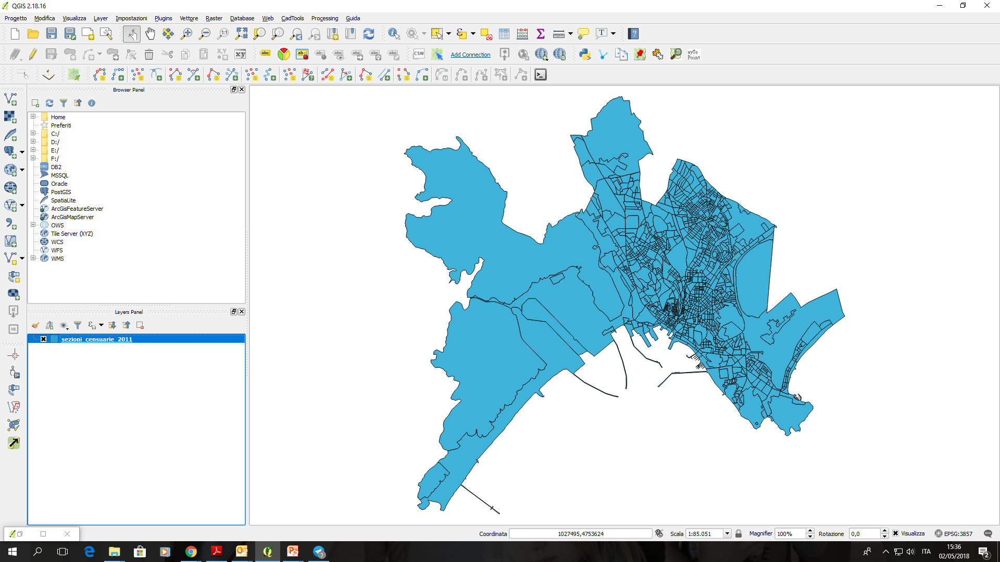 QGIS 2.18.16
Progetto Modifica Visualizza Layer Impostazioni Plugins Vettore Raster Database Web CadTools Processing Guida
CSW Add Connection xyTo Point
Browser Panel
Home
Preferiti
C:/
D:/
E:/
F:/
DB2
MSSQL
Oracle
PostGIS
SpatiaLite
ArcGisFeatureServer
ArcGisMapServer
OWS
Tile Server (XYZ)
WCS
WFS
WMS
Layers Panel
sezioni_censuarie_2011
Coordinata 1027495,4753624 Scala 1:85.051 Magnifier 100% Rotazione 0,0 Visualizza EPSG:3857
ITA 15:36
02/05/2018